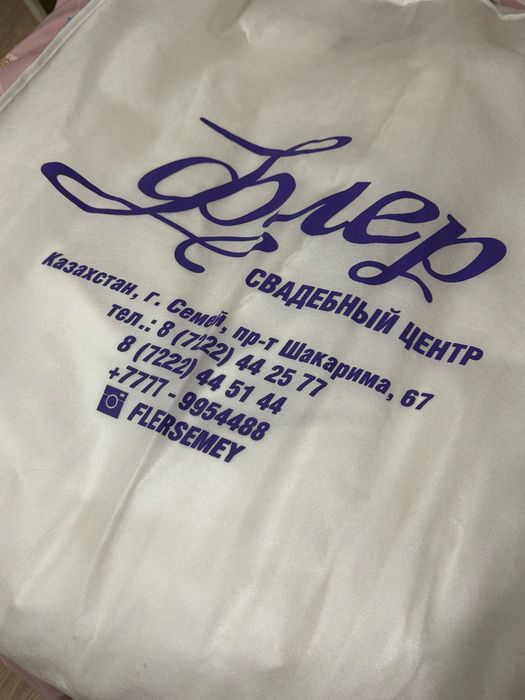 Флер
СВАДЕБНЫЙ ЦЕНТР
Казахстан, г. Семей, пр-т Шакарима, 67
тел.: 8 (7222) 44 25 77
8 (7222) 44 51 44
+7777 - 9954488
FLERSEMEY